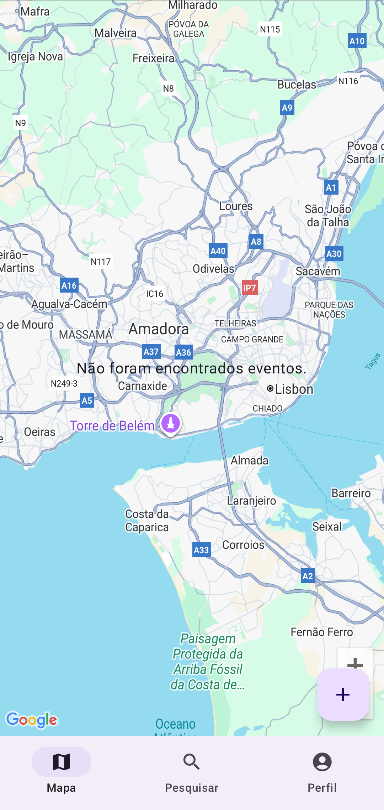 Mafra
Milharado
Malveira
PÓVOA DA
GALEGA
N115
A10
Igreja Nova
Freixeira
N8
Bucelas
N116
A9
N9
Póvoa d
Santa Ir
A1
Loures
São João
da Talha
A8
A40
A30
N117
Odivelas
Sacavém
eirão–
Martins
A16
IC16
IP7
Agualva-Cacém
PARQUE DAS
NAÇÕES
o de Mouro
MASSAMÁ
Amadora
TELHEIRAS
CAMPO GRANDE
A37
A36
Tagus
Não foram encontrados eventos.
N249-3
Carnaxide
Lisbon
A5
CHIADO
Torre de Belém
Oeiras
e
Almada
Barreiro
Laranjeiro
Costa da
Caparica
Seixal
A33
Corroios
A2
Fernão Ferro
Paisagem
Protegida da
Arriba Fóssil
da Costa de...
+
+
Google
Oceano
Mapa
Pesquisar
Perfil